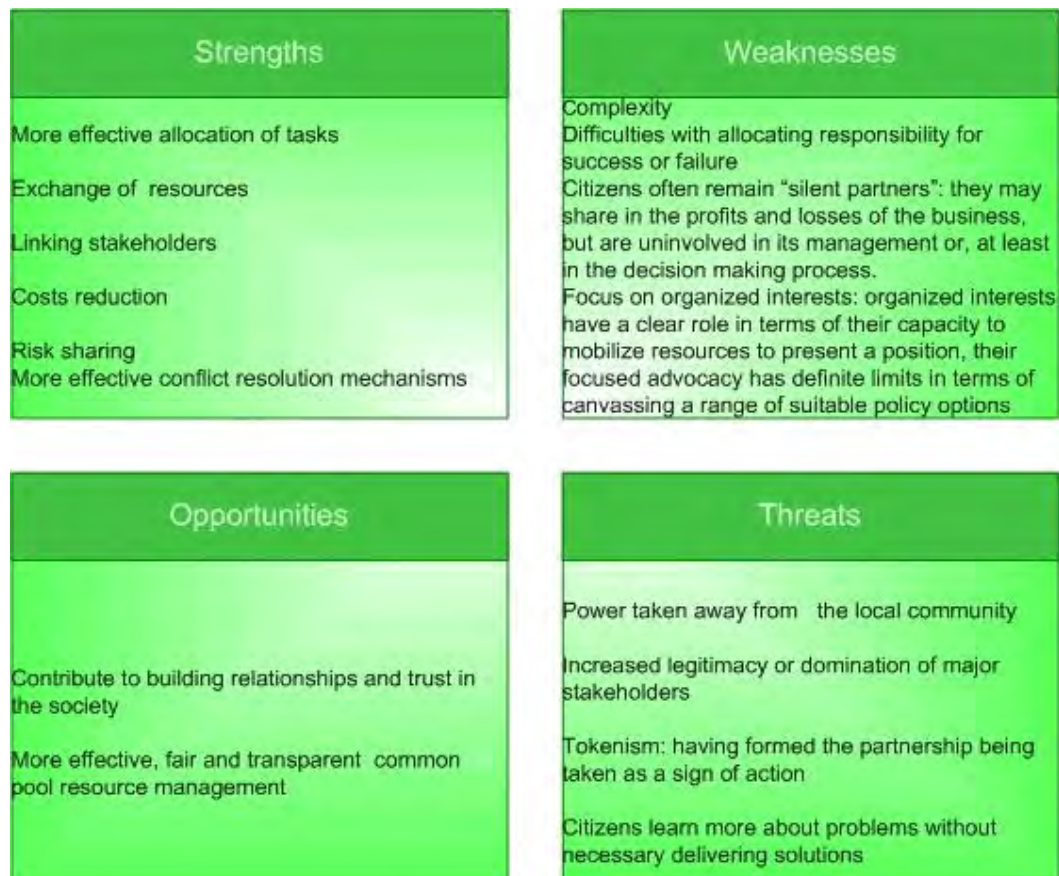 Strengths
More effective allocation of tasks
Exchange of resources
Linking stakeholders
Costs reduction
Risk sharing
More effective conflict resolution mechanisms
Weaknesses
Complexity
Difficulties with allocating responsibility for
success or failure
Citizens often remain “silent partners”: they may
share in the profits and losses of the business,
but are uninvolved in its management or, at least
in the decision making process.
Focus on organized interests: organized interests
have a clear role in terms of their capacity to
mobilize resources to present a position, their
focused advocacy has definite limits in terms of
canvassing a range of suitable policy options
Opportunities
Contribute to building relationships and trust in
the society
More effective, fair and transparent common
pool resource management
Threats
Power taken away from the local community
Increased legitimacy or domination of major
stakeholders
Tokenism: having formed the partnership being
taken as a sign of action
Citizens learn more about problems without
necessary delivering solutions